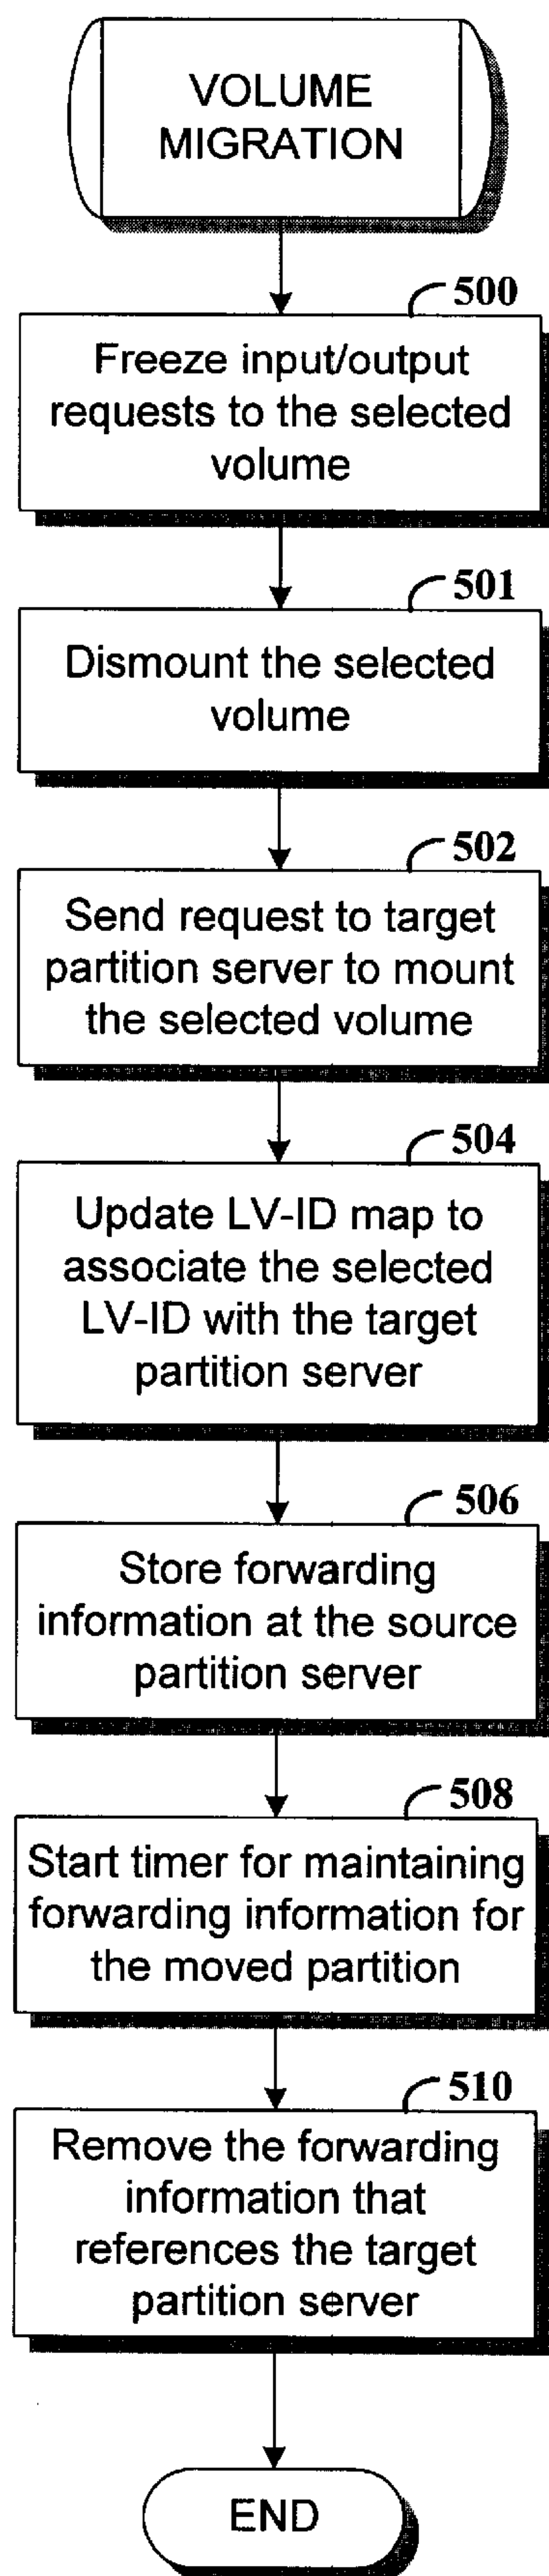 VOLUME
MIGRATION
500
Freeze input/output
requests to the selected
volume
501
Dismount the selected
volume
502
Send request to target
partition server to mount
the selected volume
504
Update LV-ID map to
associate the selected
LV-ID with the target
partition server
506
Store forwarding
information at the source
partition server
508
Start timer for maintaining
forwarding information for
the moved partition
510
Remove the forwarding
information that
references the target
partition server
END